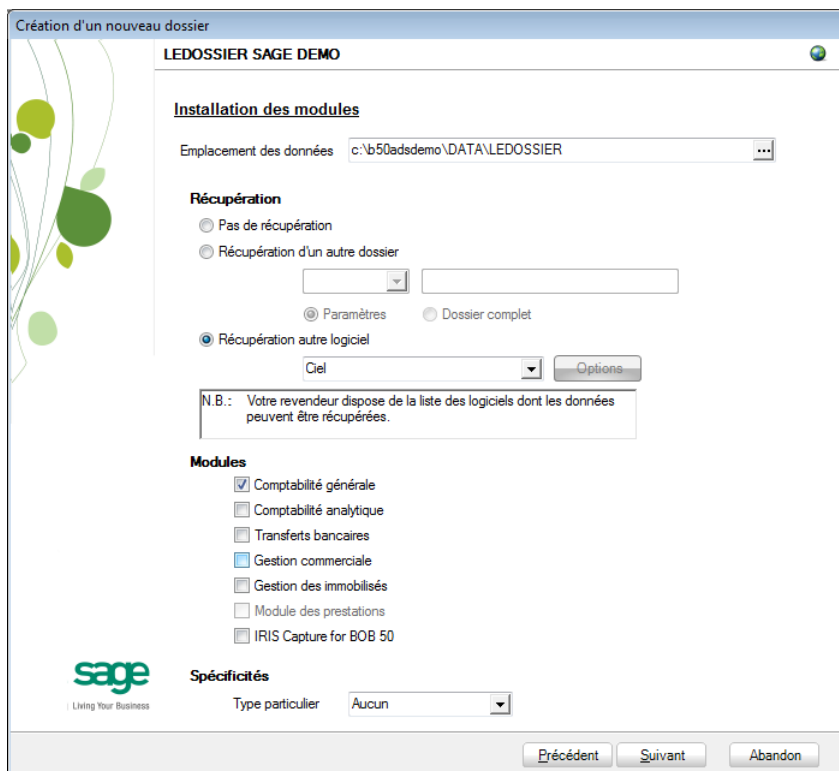 Création d'un nouveau dossier
LEDOSSIER SAGE DEMO
Installation des modules
Emplacement des données c:\b50adsdemo\DATA\LEDOSSIER ...
Récupération
Pas de récupération
Récupération d'un autre dossier
Paramètres Dossier complet
Récupération autre logiciel
Ciel Options
N.B.: Votre revendeur dispose de la liste des logiciels dont les données
peuvent être récupérées.
Modules
Comptabilité générale
Comptabilité analytique
Transferts bancaires
Gestion commerciale
Gestion des immobilisés
Module des prestations
IRIS Capture for BOB 50
sage
Living Your Business
Spécificités
Type particulier Aucun
Précédent Suivant Abandon